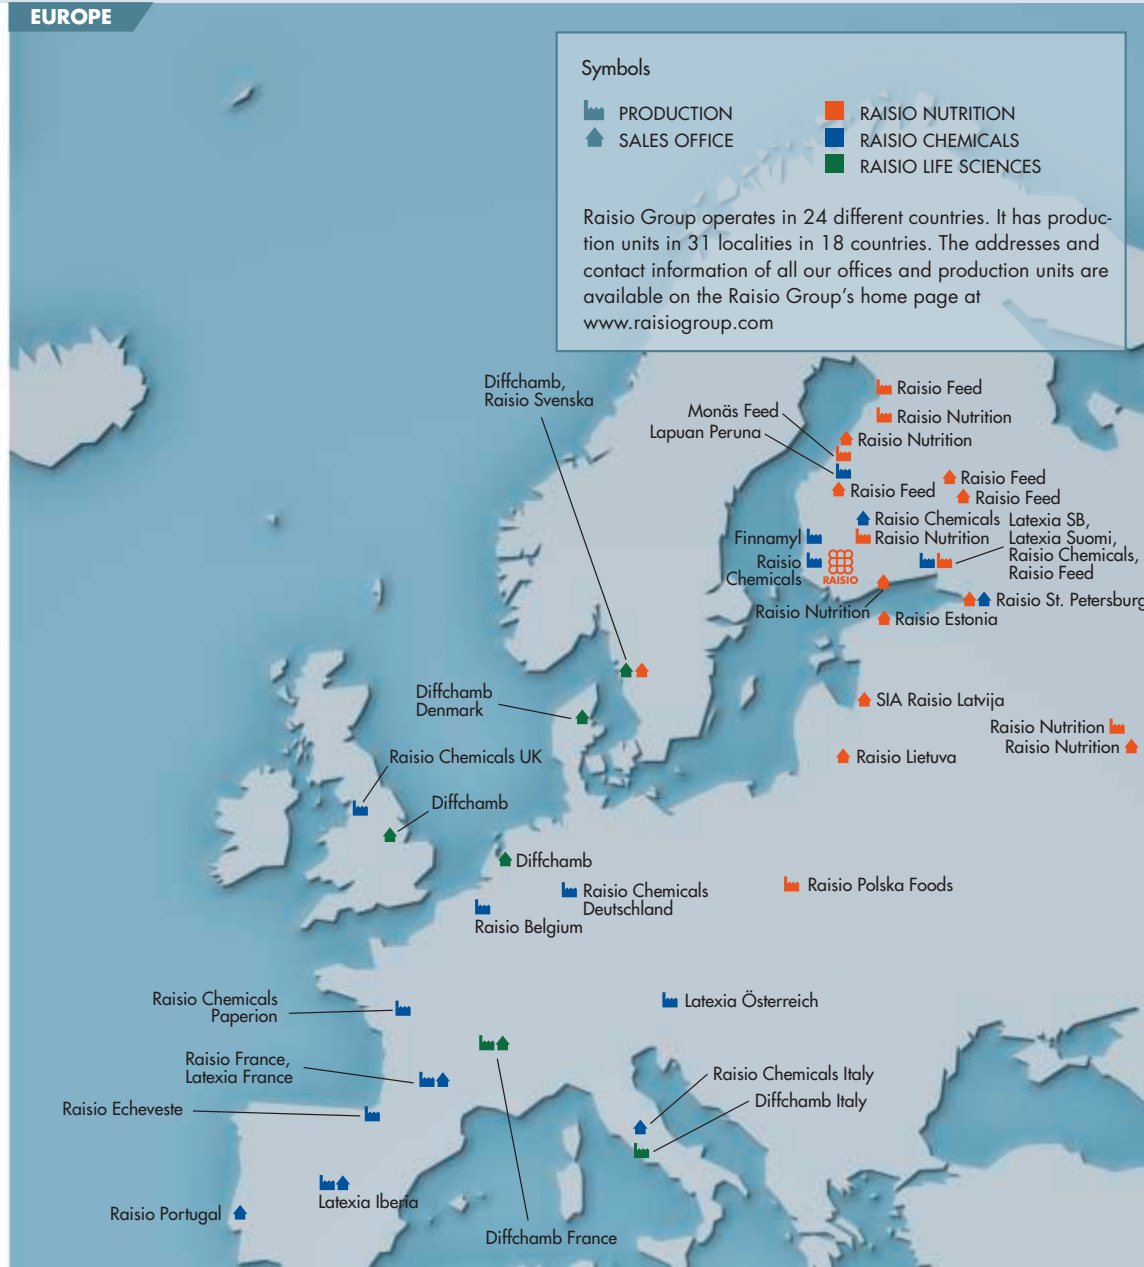 EUROPE
Symbols
PRODUCTION
SALES OFFICE
RAISIO NUTRITION
RAISIO CHEMICALS
RAISIO LIFE SCIENCES
Raisio Group operates in 24 different countries. It has produc-
tion units in 31 localities in 18 countries. The addresses and
contact information of all our offices and production units are
available on the Raisio Group's home page at
www.raisiogroup.com
Diffchamb,
Raisio Svenska
Raisio Feed
Monäs Feed
Raisio Nutrition
Lapuan Peruna
Raisio Nutrition
Raisio Feed
Raisio Feed
Raisio Feed
Raisio Chemicals
Latexia SB,
Latexia Suomi,
Raisio Chemicals,
Raisio Feed
Finnamyl
Raisio Nutrition
Raisio
Chemicals
RAISIO
Raisio Nutrition
Raisio St. Petersburg
Raisio Estonia
Diffchamb
Denmark
SIA Raisio Latvija
Raisio Nutrition
Raisio Nutrition
Raisio Chemicals UK
Raisio Lietuva
Diffchamb
Diffchamb
Raisio Chemicals
Deutschland
Raisio Polska Foods
Raisio Belgium
Raisio Chemicals
Paperion
Latexia Österreich
Raisio France,
Latexia France
Raisio Chemicals Italy
Diffchamb Italy
Raisio Echeveste
Latexia Iberia
Raisio Portugal
Diffchamb France